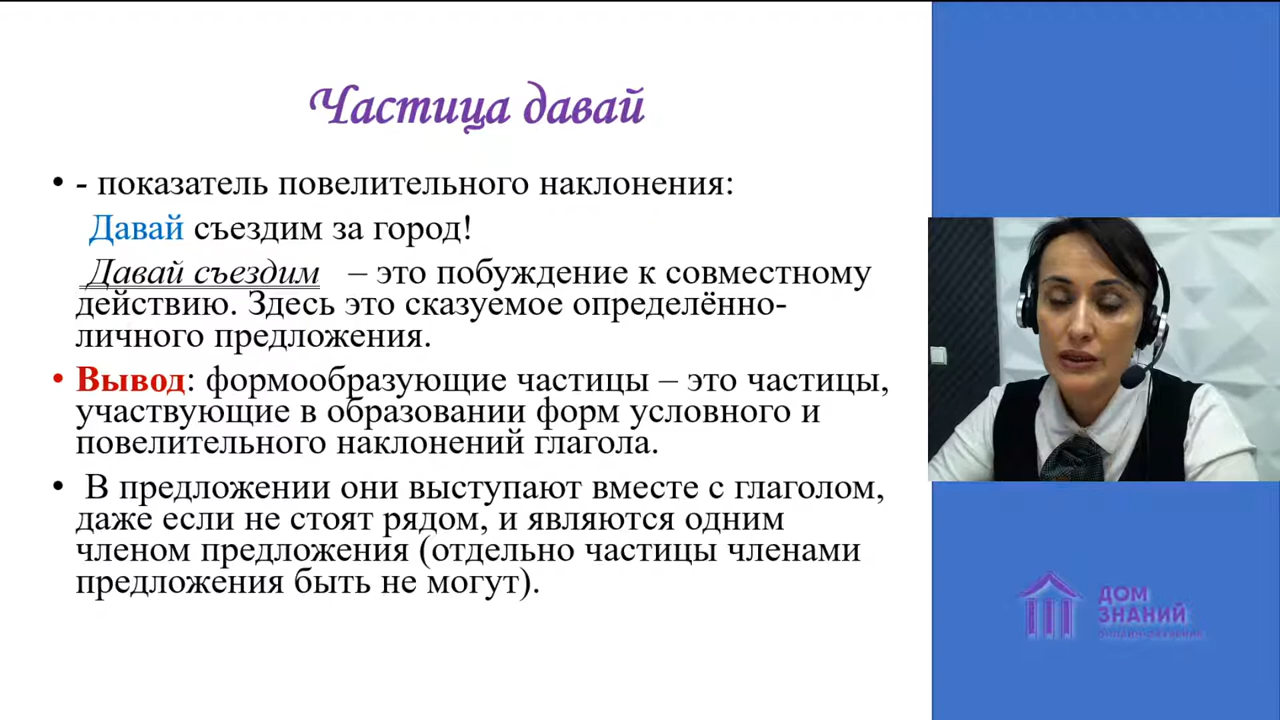 Частица давай
• - показатель повелительного наклонения:
Давай съездим за город!
Давай съездим – это побуждение к совместному
действию. Здесь это сказуемое определённо-
личного предложения.
• Вывод: формообразующие частицы – это частицы,
участвующие в образовании форм условного и
повелительного наклонений глагола.
• В предложении они выступают вместе с глаголом,
даже если не стоят рядом, и являются одним
членом предложения (отдельно частицы членами
предложения быть не могут).
ДОМ
ЗНАНИЙ